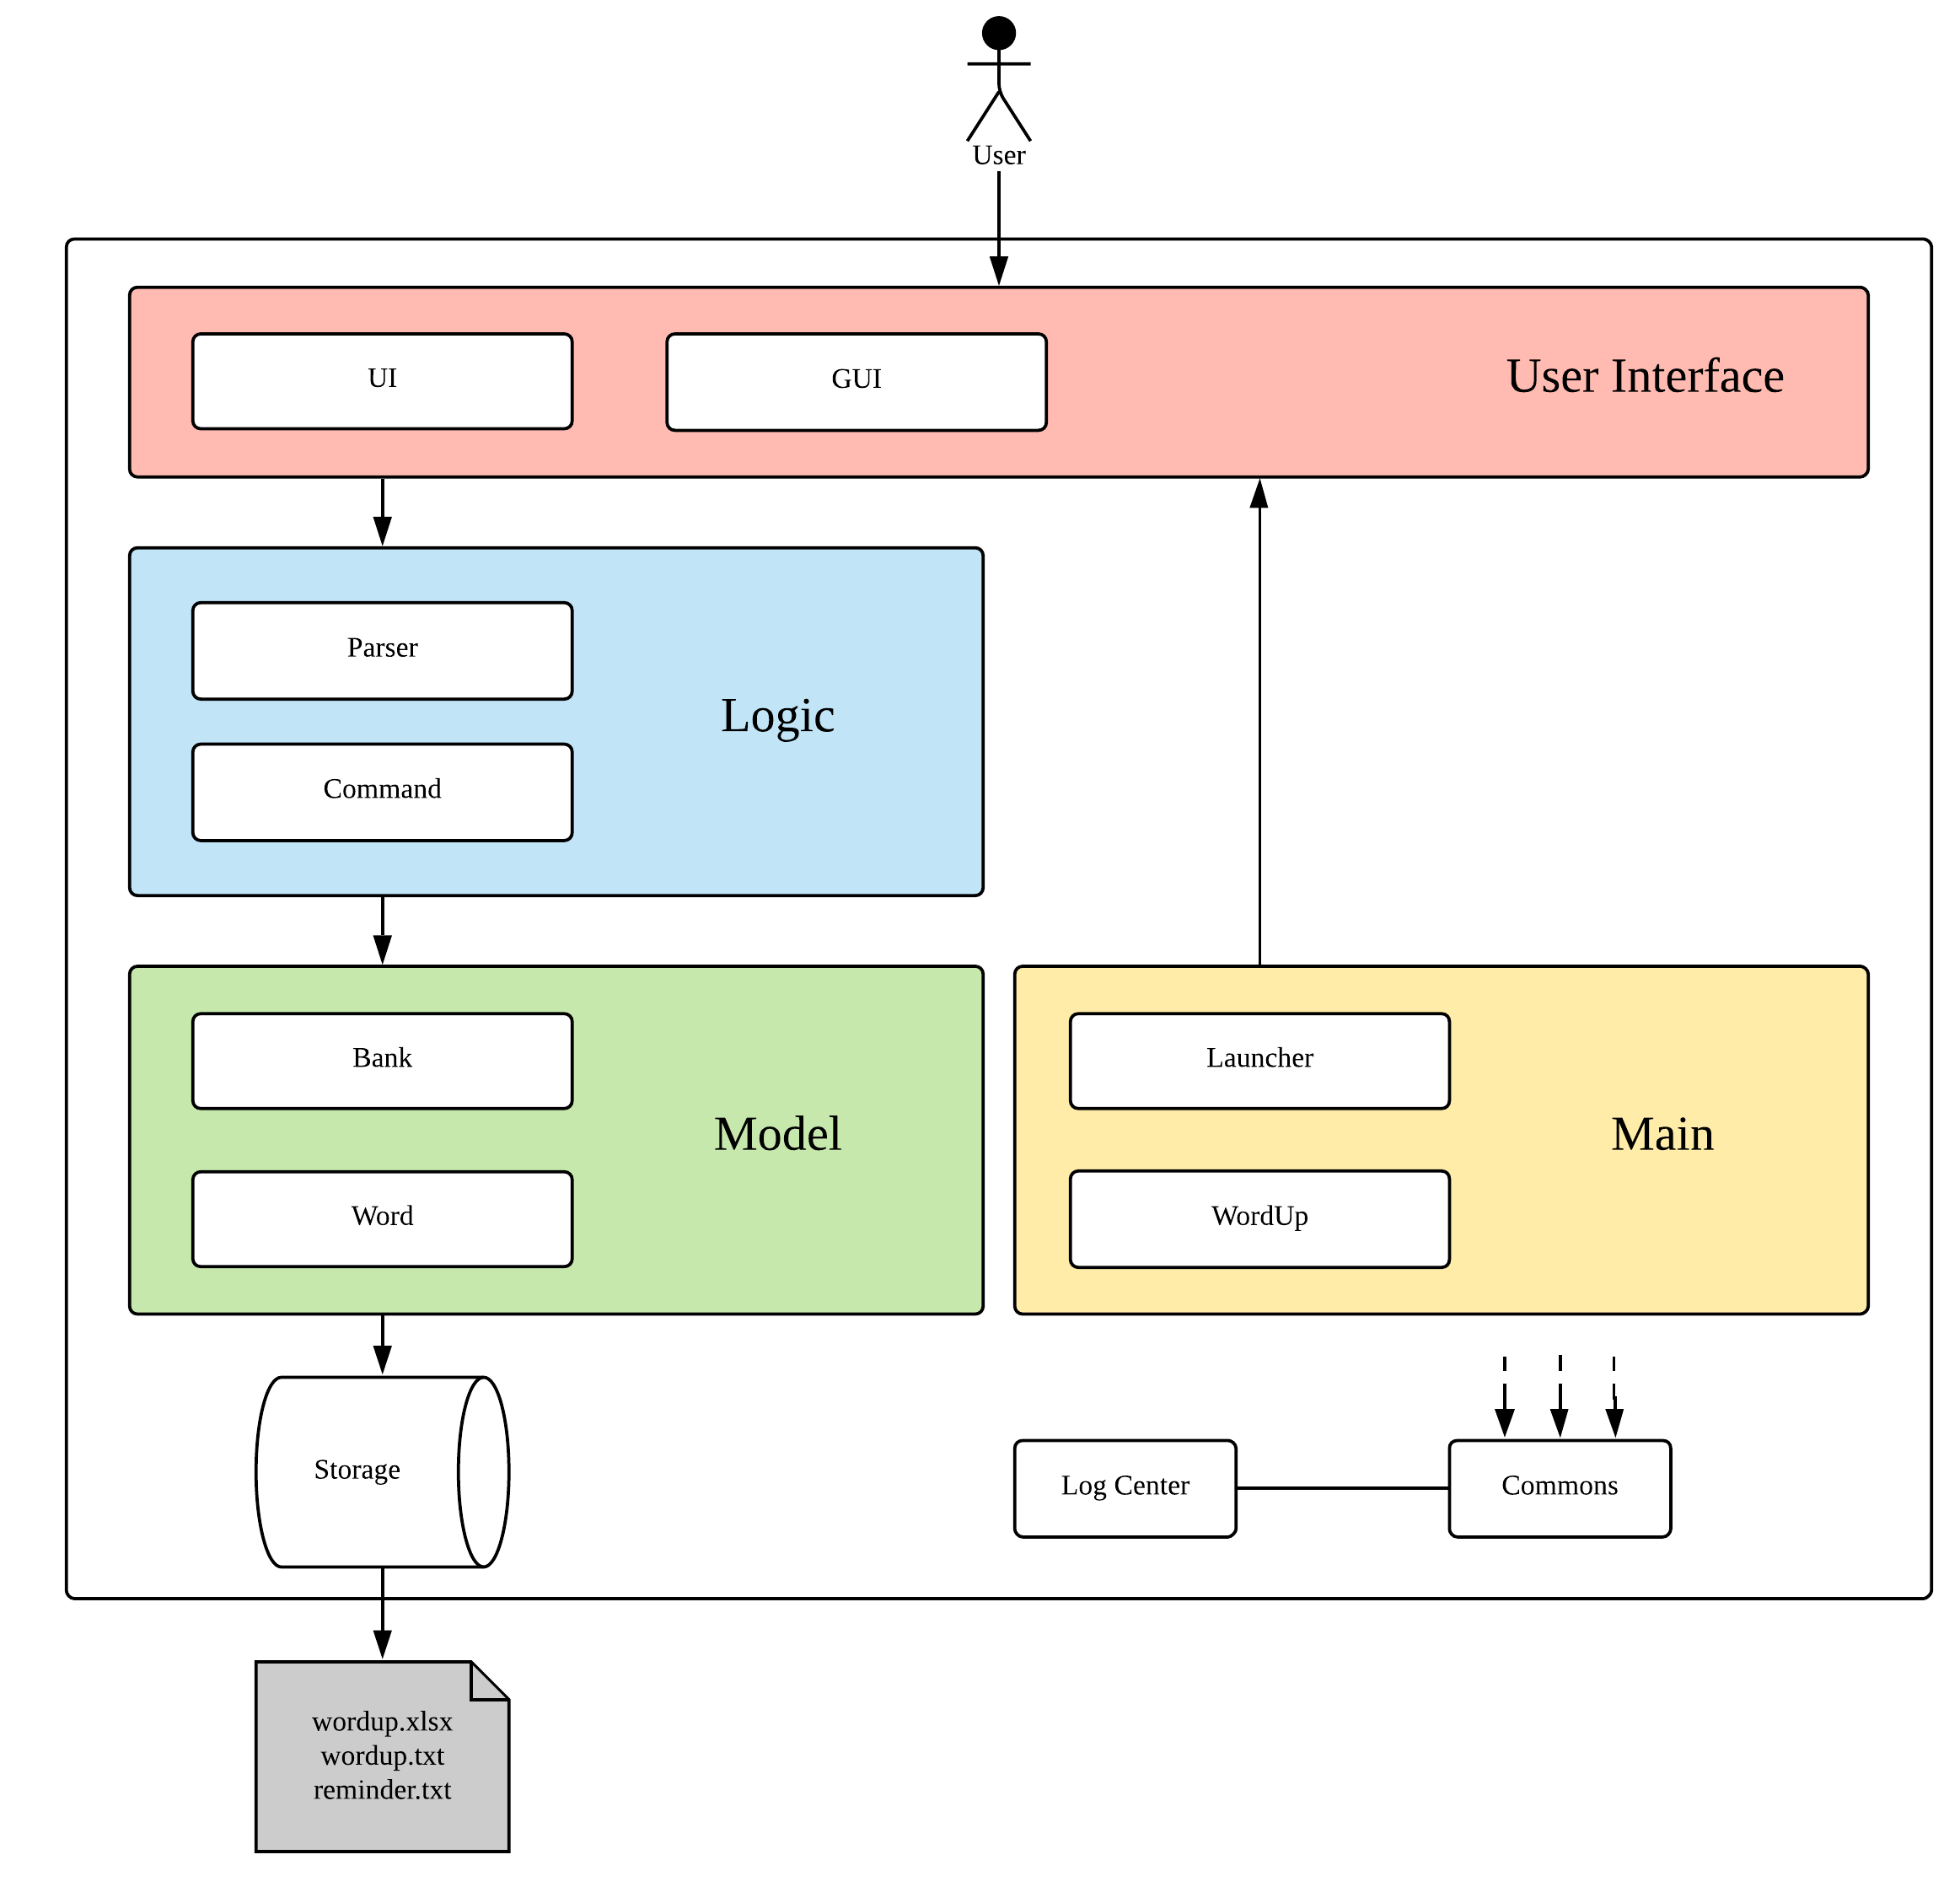 User
UI
GUI
User Interface
Parser
Logic
Command
Bank
Model
Word
Launcher
Main
WordUp
Storage
Log Center
Commons
wordup.xlsx
wordup.txt
reminder.txt